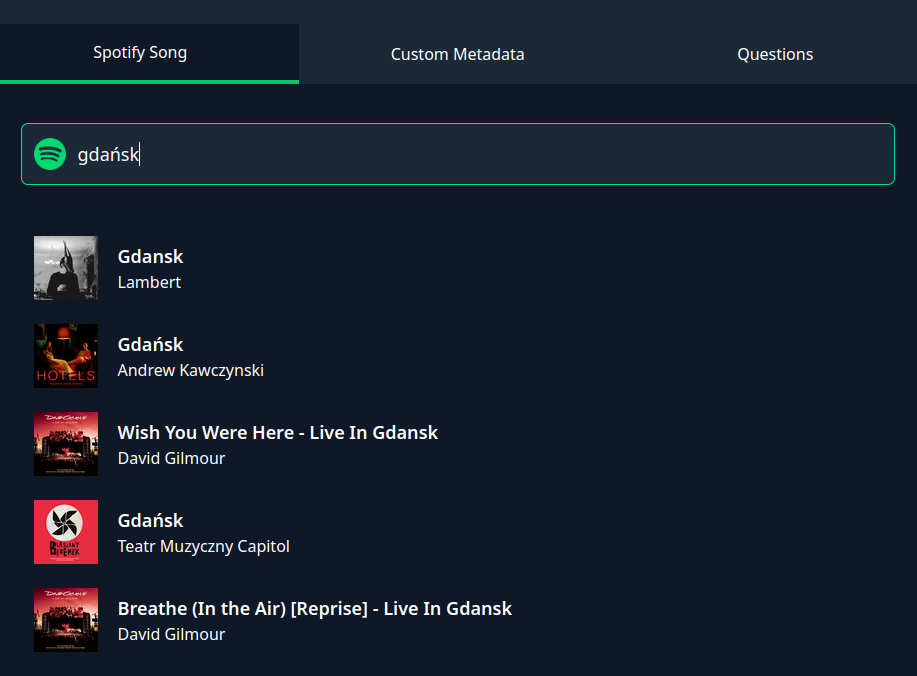 Spotify Song
Custom Metadata
Questions
gdańsk
Gdansk
Lambert
HOTELS
Gdańsk
Andrew Kawczynski
Wish You Were Here - Live In Gdansk
David Gilmour
Gdańsk
Teatr Muzyczny Capitol
Breathe (In the Air) [Reprise] - Live In Gdansk
David Gilmour